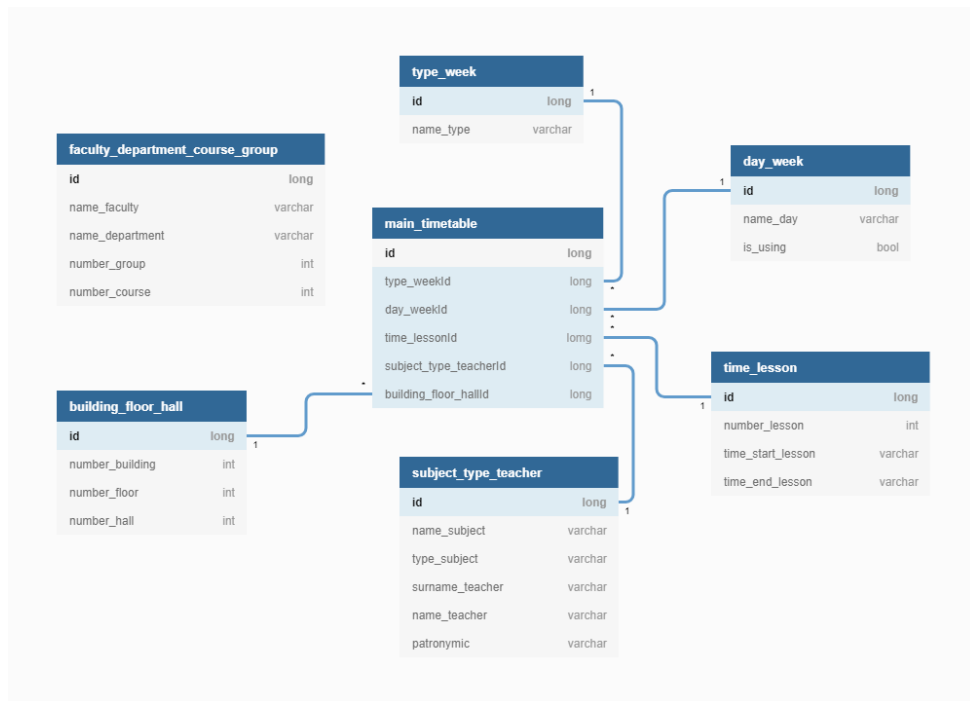 type_week
id long
name_type varchar
faculty_department_course_group
id long
name_faculty varchar
name_department varchar
number_group int
number_course int
day_week
id long
name_day varchar
is_using bool
main_timetable
id long
type_weekId long
day_weekId long
time_lessonId lomg
subject_type_teacherId long
building_floor_hallId long
building_floor_hall
id long
number_building int
number_floor int
number_hall int
time_lesson
id long
number_lesson int
time_start_lesson varchar
time_end_lesson varchar
subject_type_teacher
id long
name_subject varchar
type_subject varchar
surname_teacher varchar
name_teacher varchar
patronymic varchar
1
1
*
*
*
*
*
1
1
1